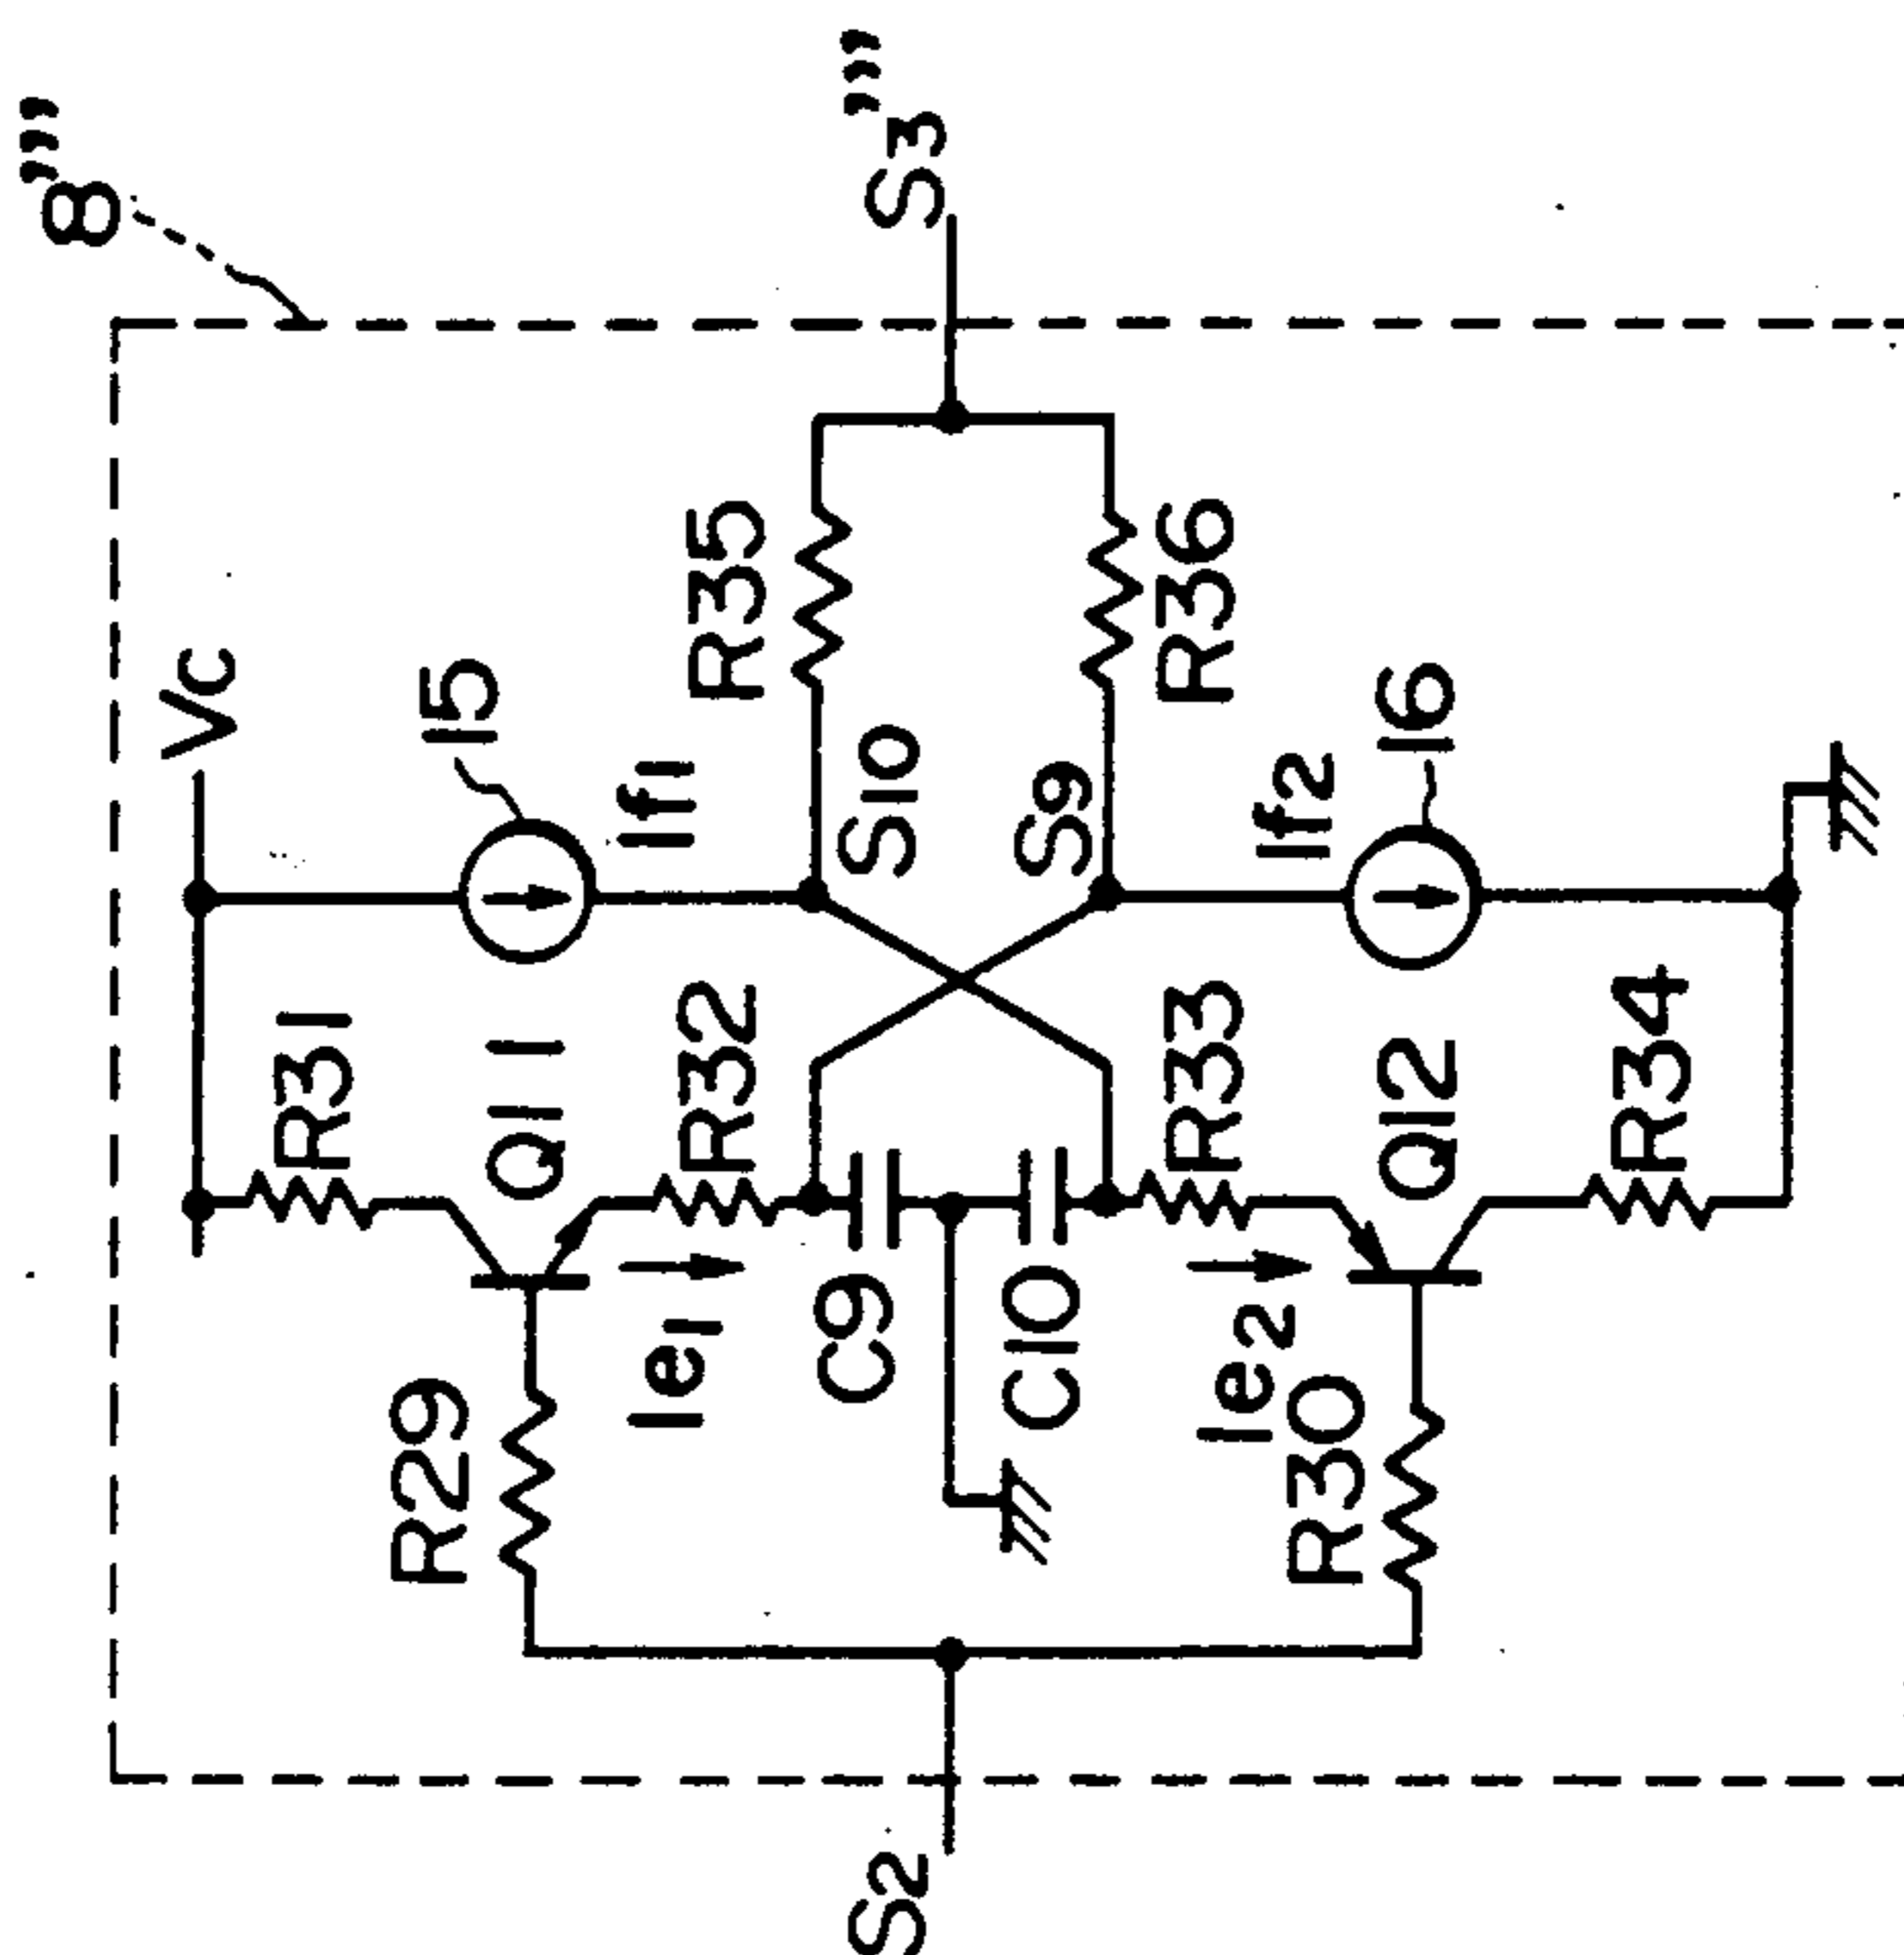 8"'
S3"'
Vc
I5
R35
If1
S10
S9
R36
If2
I6
R31
Q11
R32
R33
Q12
R34
C9
C10
Ie1
Ie2
R29
R30
S2